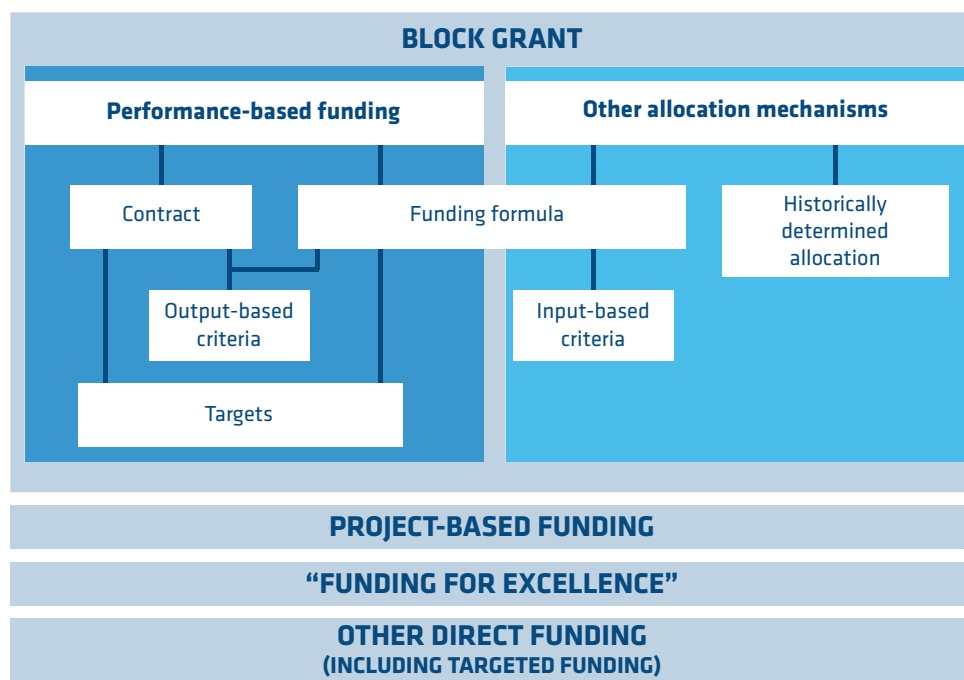 BLOCK GRANT
Performance-based funding
Other allocation mechanisms
Contract
Funding formula
Historically
determined
allocation
Output-based
criteria
Input-based
criteria
Targets
PROJECT-BASED FUNDING
“FUNDING FOR EXCELLENCE”
OTHER DIRECT FUNDING
(INCLUDING TARGETED FUNDING)